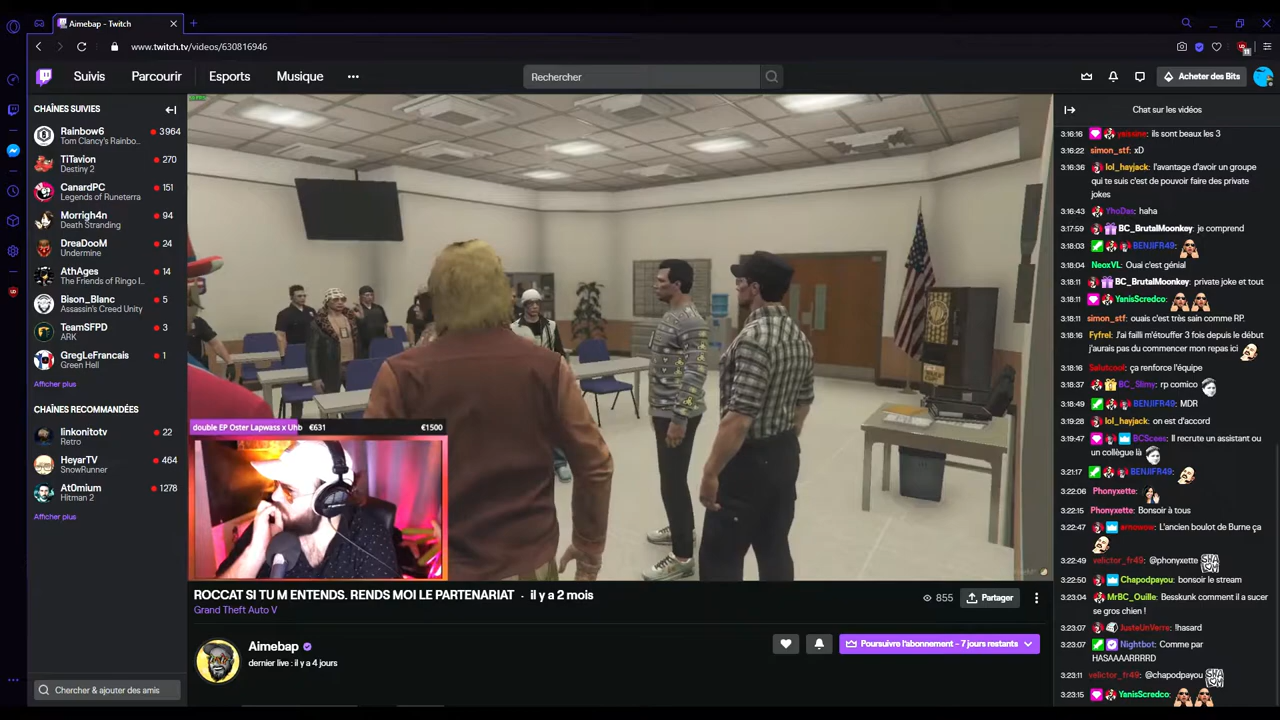 Aimebap - Twitch
www.twitch.tv/videos/630816946
Suivis
Parcourir
Esports
Musique
Rechercher
Acheter des Bits
CHAÎNES SUIVIES
Rainbow6
3964
Tom Clancy's Rainbo...
TiTavion
270
Destiny 2
CanardPC
151
Legends of Runeterra
Morrigh4n
94
Death Stranding
DreaDooM
24
Undermine
AthAges
14
The Friends of Ringo I...
Bison_Blanc
5
Assassin's Creed Unity
TeamSFPD
3
ARK
GregLeFrancais
1
Green Hell
Afficher plus
CHAÎNES RECOMMANDÉES
linkonitotv
22
Retro
HeyarTV
464
SnowRunner
At0mium
1278
Hitman 2
Afficher plus
Chercher & ajouter des amis
double EP Oster Lapwass x Uhb €631 €1500
ROCCAT SI TU M ENTENDS. RENDS MOI LE PARTENARIAT · il y a 2 mois
Grand Theft Auto V
855
Partager
Aimebap
dernier live : il y a 4 jours
Poursuivre l'abonnement - 7 jours restants
Chat sur les vidéos
3:16:16 yaissine: ils sont beaux les 3
3:16:22 simon_stf: xD
3:16:36 lol_hayjack: l'avantage d'avoir un groupe
qui te suis c'est de pouvoir faire des private
jokes
3:16:43 YhoDas: haha
3:17:59 BC_BrutalMoonkey: je comprend
3:18:03 BENJIFR49:
3:18:04 NeoxVL: Ouai c'est génial
3:18:11 BC_BrutalMoonkey: private joke et tout
3:18:11 YanisScredco:
3:18:11 simon_stf: ouais c'est très sain comme RP.
3:18:16 Fyfrel: J'ai failli m'étouffer 3 fois depuis le début
j'aurais pas du commencer mon repas ici
3:18:16 Salutcool: ça renforce l'équipe
3:18:37 BC_Slimy: rp comico
3:18:49 BENJIFR49: MDR
3:19:28 lol_hayjack: on est d'accord
3:19:47 BCScees: Il recrute un assistant ou
un collègue là
3:21:17 BENJIFR49:
3:22:06 Phonyxette:
3:22:15 Phonyxette: Bonsoir à tous
3:22:47 L'ancien boulot de Burne ça
3:22:49 velictor_fr49: @phonyxette
3:22:50 Chapodpayou: bonsoir le stream
3:23:04 MrBC_Ouille: Besskunk comment il a sucer
se gros chien !
3:23:07 JusteUnVerre: !hasard
3:23:07 Nightbot: Comme par
HASAAAARRRRD
3:23:11 velictor_fr49: @chapodpayou
3:23:15 YanisScredco: